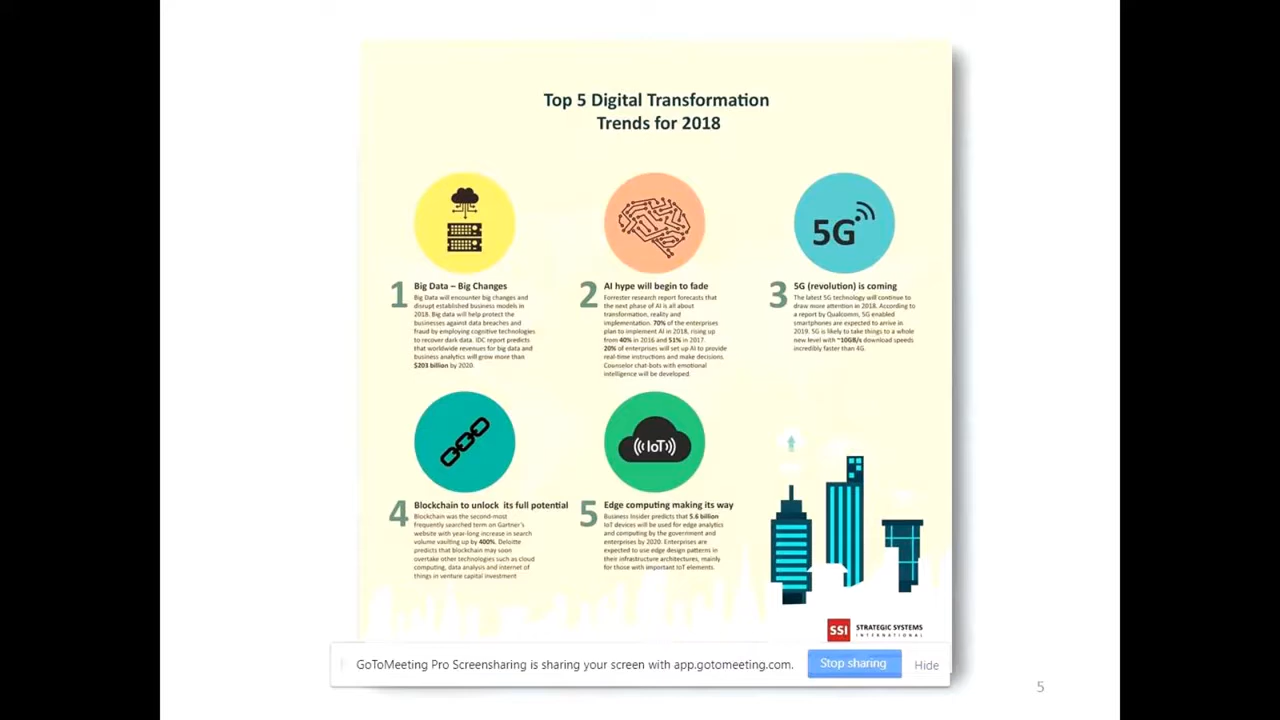 Top 5 Digital Transformation
Trends for 2018
1
Big Data – Big Changes
Big Data will encounter big changes and
disrupt established business models in
2018. Big data will help protect the
businesses against data breaches and
fraud by employing cognitive technologies
to recover dark data. IDC report predicts
that worldwide revenues for big data and
business analytics will grow more than
$203 billion by 2020.
2
AI hype will begin to fade
Forrester research report forecasts that
the next phase of AI is all about
transformation, reality and
implementation. 70% of the enterprises
plan to implement AI in 2018, rising up
from 40% in 2016 and 51% in 2017.
20% of enterprises will set up AI to provide
real-time instructions and make decisions.
Counselor chat-bots with emotional
intelligence will be developed.
5G
3
5G (revolution) is coming
The latest 5G technology will continue to
draw more attention in 2018. According to
a report by Qualcomm, 5G enabled
smartphones are expected to arrive in
2019. 5G is likely to take things to a whole
new level with ~10GB/s download speeds
incredibly faster than 4G.
4
Blockchain to unlock its full potential
Blockchain was the second-most
frequently searched term on Gartner's
website with year-long increase in search
volume vaulting up by 400%. Deloitte
predicts that blockchain may soon
overtake other technologies such as cloud
computing, data analysis and internet of
things in venture capital investment
IoT
5
Edge computing making its way
Business Insider predicts that 5.6 billion
IoT devices will be used for edge analytics
and computing by the government and
enterprises by 2020. Enterprises are
expected to use edge design patterns in
their infrastructure architectures, mainly
for those with important IoT elements.
SSI STRATEGIC SYSTEMS
INTERNATIONAL
GoToMeeting Pro Screensharing is sharing your screen with app.gotomeeting.com.
Stop sharing
Hide
5